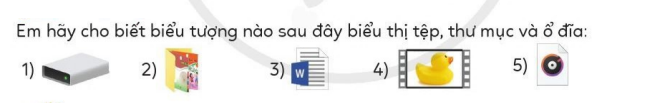 Em hãy cho biết biểu tượng nào sau đây biểu thị tệp, thư mục và ổ đĩa:
1) 2) 3) W 4) 5)